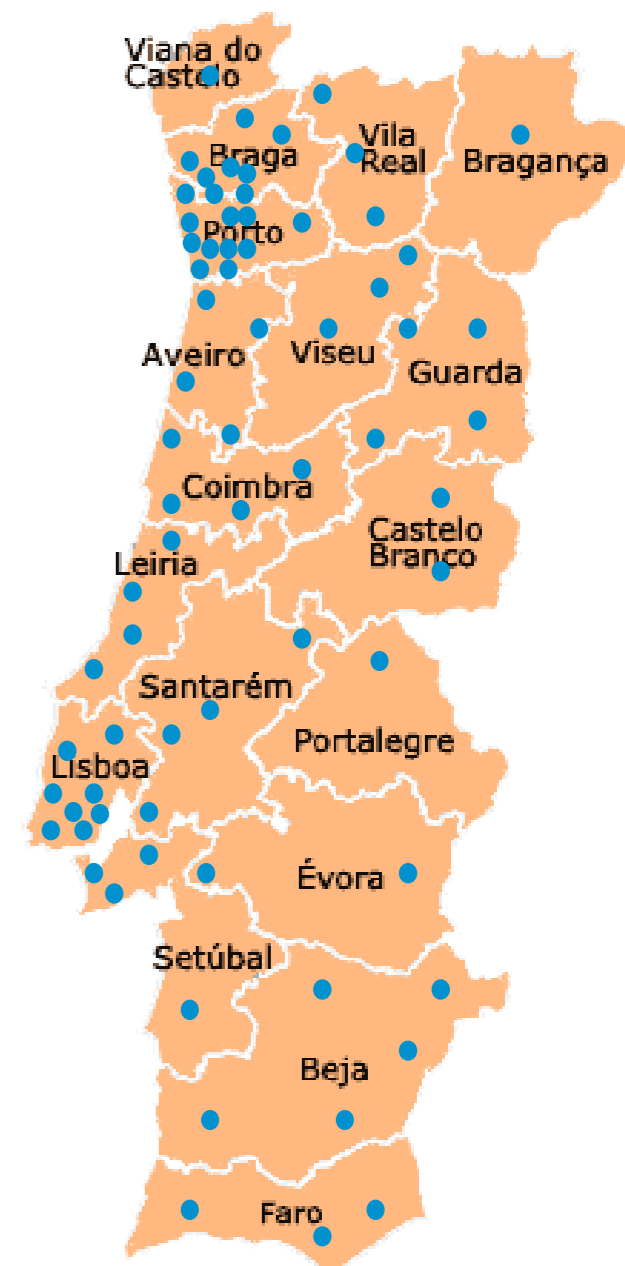 Viana do
Castelo
Braga
Vila
Real
Bragança
Porto
Aveiro
Viseu
Guarda
Coimbra
Castelo
Branco
Leiria
Santarém
Portalegre
Lisboa
Évora
Setúbal
Beja
Faro